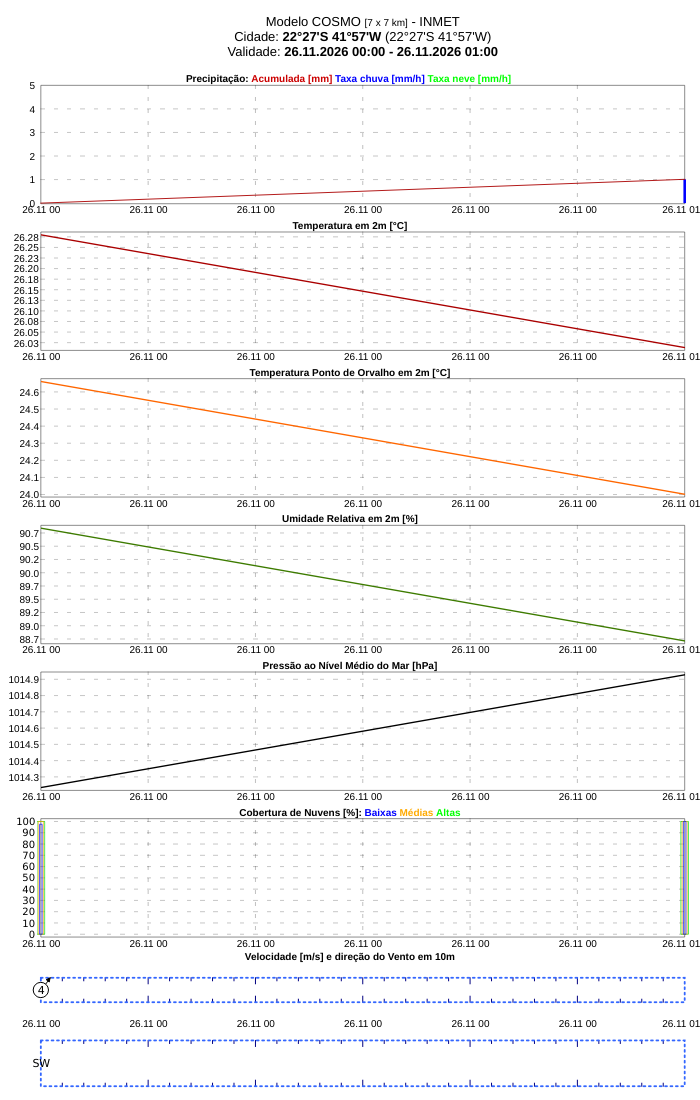 Modelo COSMO [7 x 7 km] - INMET
Cidade: 22°27'S 41°57'W (22°27'S 41°57'W)
Validade: 26.11.2026 00:00 - 26.11.2026 01:00
Precipitação: Acumulada [mm] Taxa chuva [mm/h] Taxa neve [mm/h]
5
4
3
2
1
0
26.11 00 26.11 00 26.11 00 26.11 00 26.11 00 26.11 00 26.11 01
Temperatura em 2m [°C]
26.28
26.25
26.23
26.20
26.18
26.15
26.13
26.10
26.08
26.05
26.03
26.11 00 26.11 00 26.11 00 26.11 00 26.11 00 26.11 00 26.11 01
Temperatura Ponto de Orvalho em 2m [°C]
24.6
24.5
24.4
24.3
24.2
24.1
24.0
26.11 00 26.11 00 26.11 00 26.11 00 26.11 00 26.11 00 26.11 01
Umidade Relativa em 2m [%]
90.7
90.5
90.2
90.0
89.7
89.5
89.2
89.0
88.7
26.11 00 26.11 00 26.11 00 26.11 00 26.11 00 26.11 00 26.11 01
Pressão ao Nível Médio do Mar [hPa]
1014.9
1014.8
1014.7
1014.6
1014.5
1014.4
1014.3
26.11 00 26.11 00 26.11 00 26.11 00 26.11 00 26.11 00 26.11 01
Cobertura de Nuvens [%]: Baixas Médias Altas
100
90
80
70
60
50
40
30
20
10
0
26.11 00 26.11 00 26.11 00 26.11 00 26.11 00 26.11 00 26.11 01
Velocidade [m/s] e direção do Vento em 10m
4
26.11 00 26.11 00 26.11 00 26.11 00 26.11 00 26.11 00 26.11 01
SW